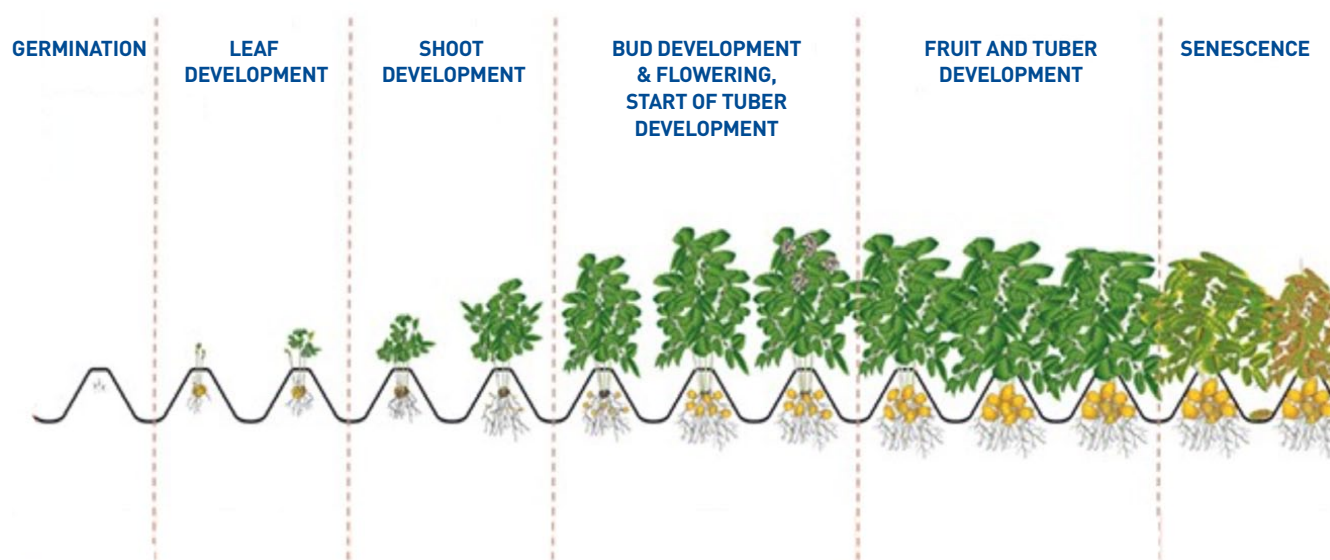 GERMINATION
LEAF
DEVELOPMENT
SHOOT
DEVELOPMENT
BUD DEVELOPMENT
& FLOWERING,
START OF TUBER
DEVELOPMENT
FRUIT AND TUBER
DEVELOPMENT
SENESCENCE